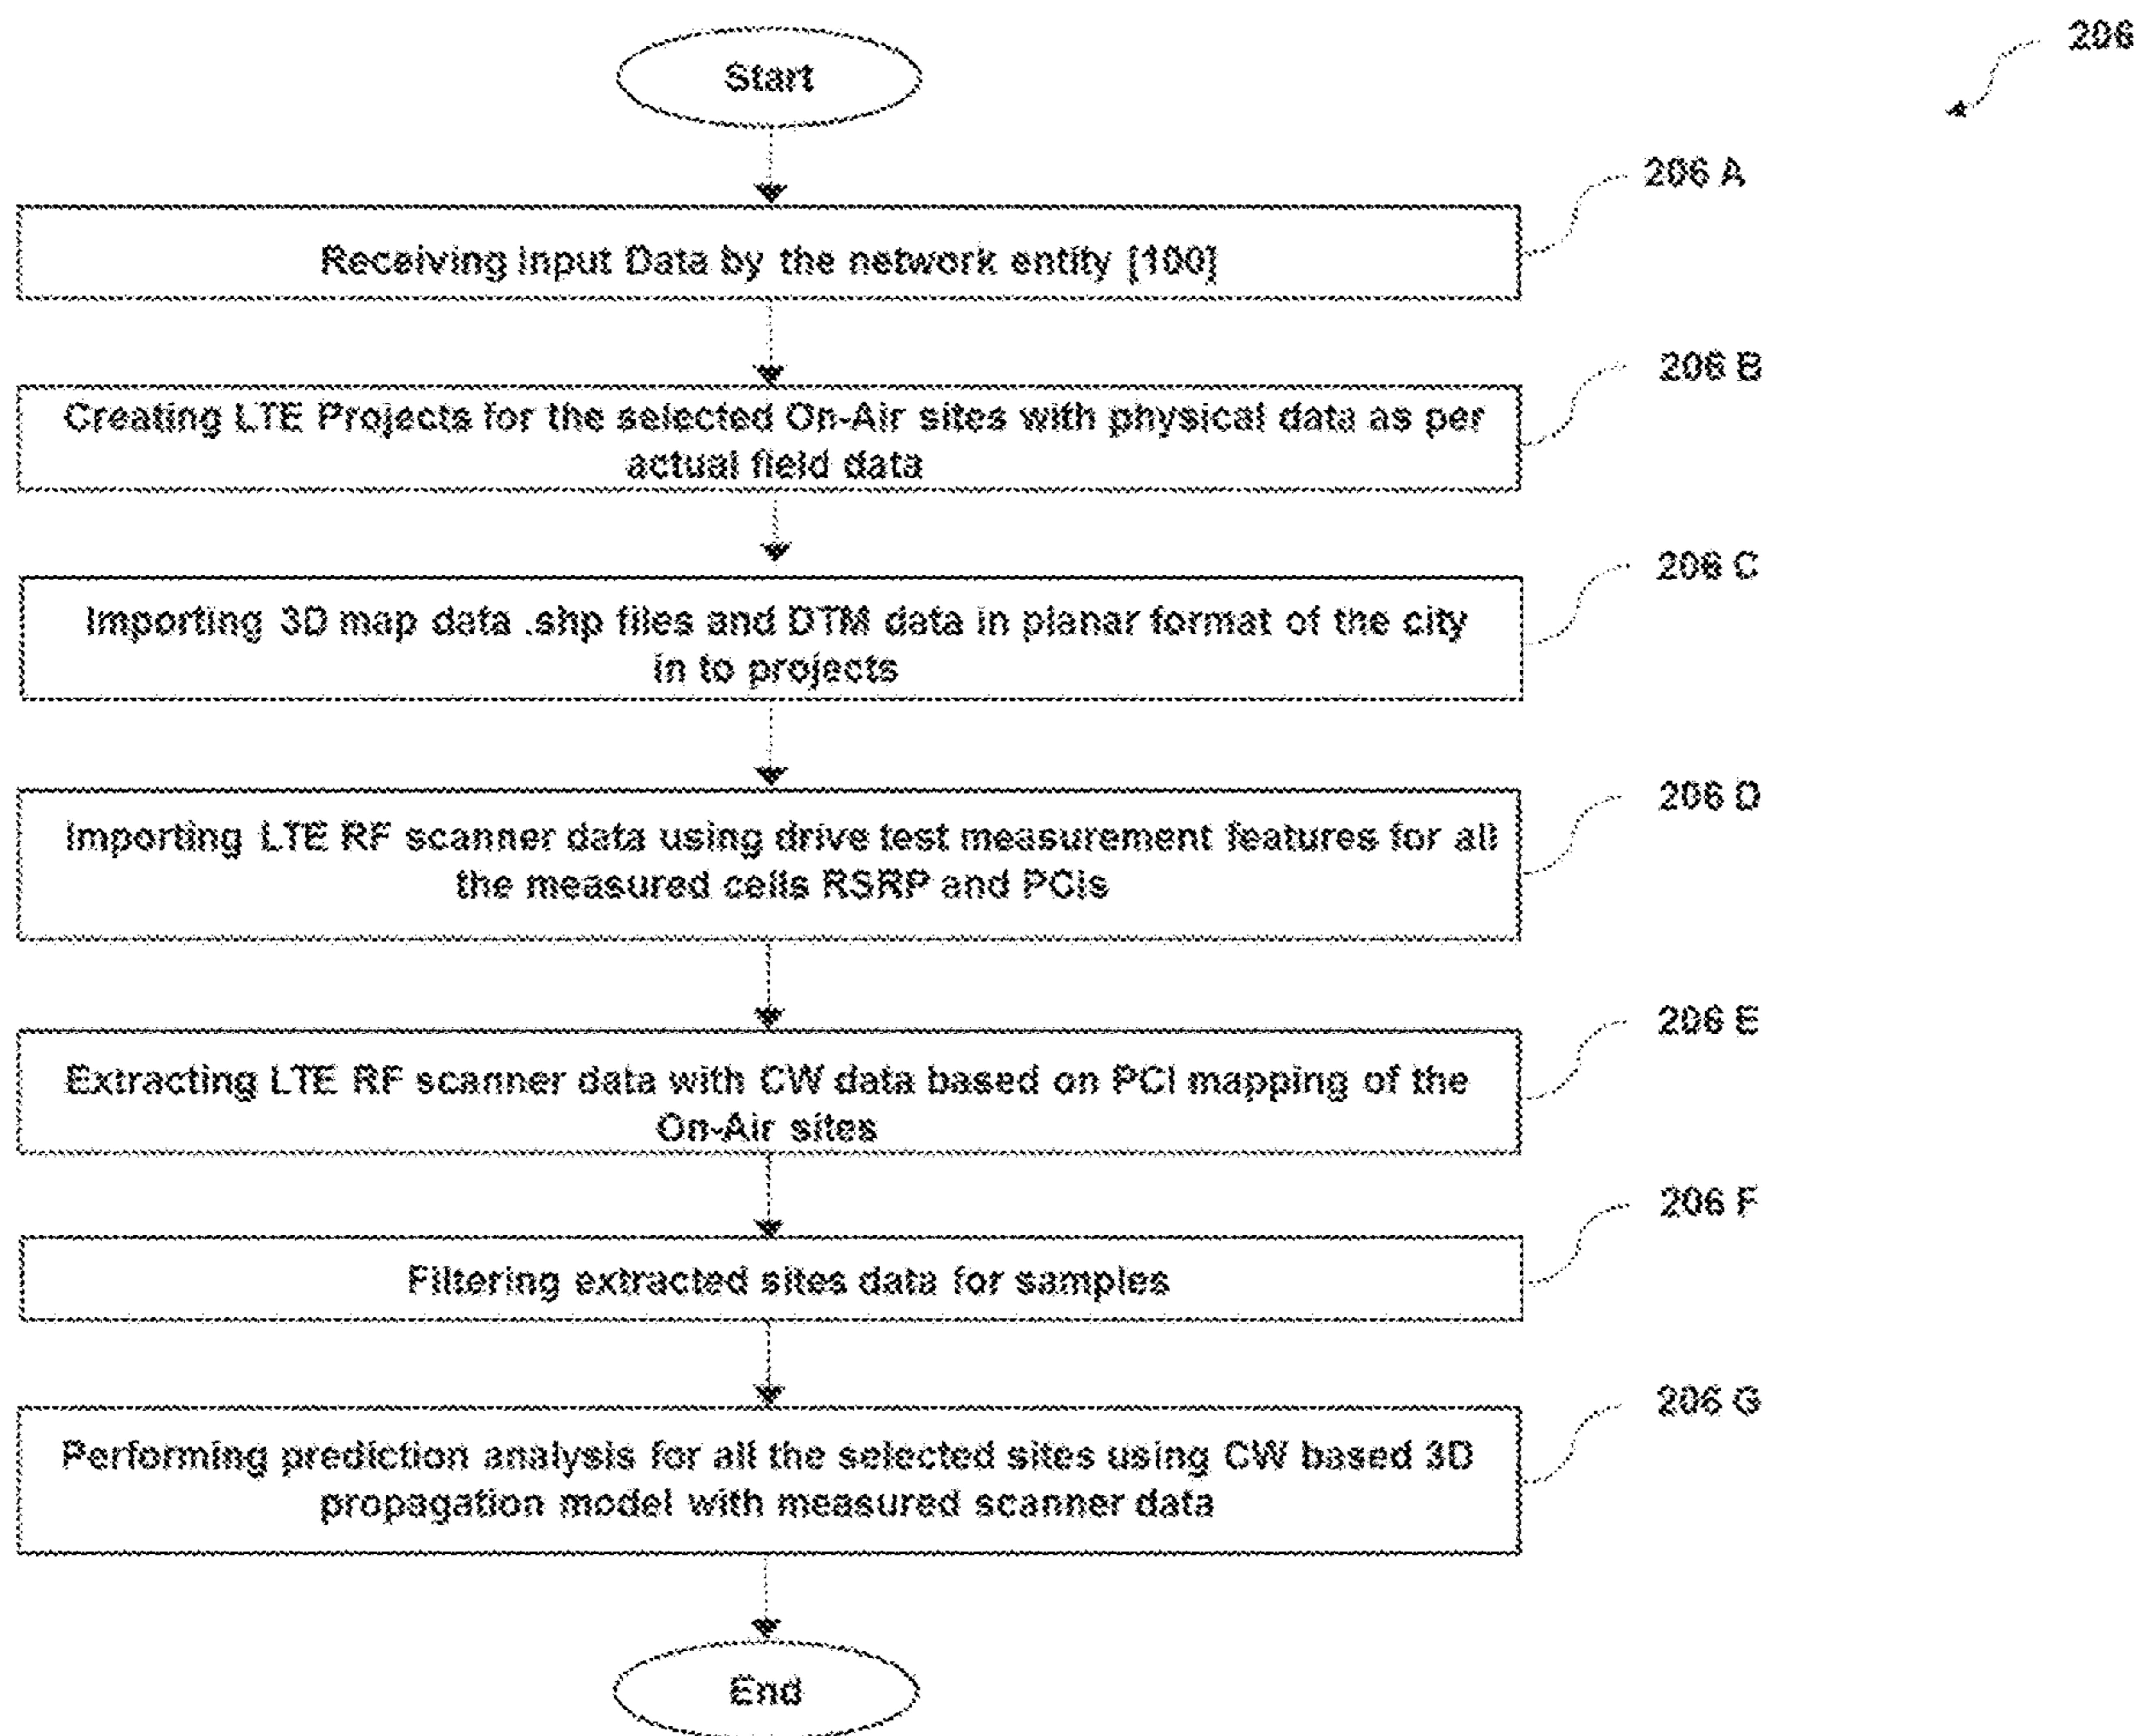 206
Start
206 A
Receiving Input Data by the network entity [100]
206 B
Creating LTE Projects for the selected On-Air sites with physical data as per
actual field data
206 C
Importing 3D map data .shp files and DTM data in planar format of the city
in to projects
206 D
Importing LTE RF scanner data using drive test measurement features for all
the measured cells RSRP and PCIs
206 E
Extracting LTE RF scanner data with CW data based on PCI mapping of the
On-Air sites
206 F
Filtering extracted sites data for samples
206 G
Performing prediction analysis for all the selected sites using CW based 3D
propagation model with measured scanner data
End